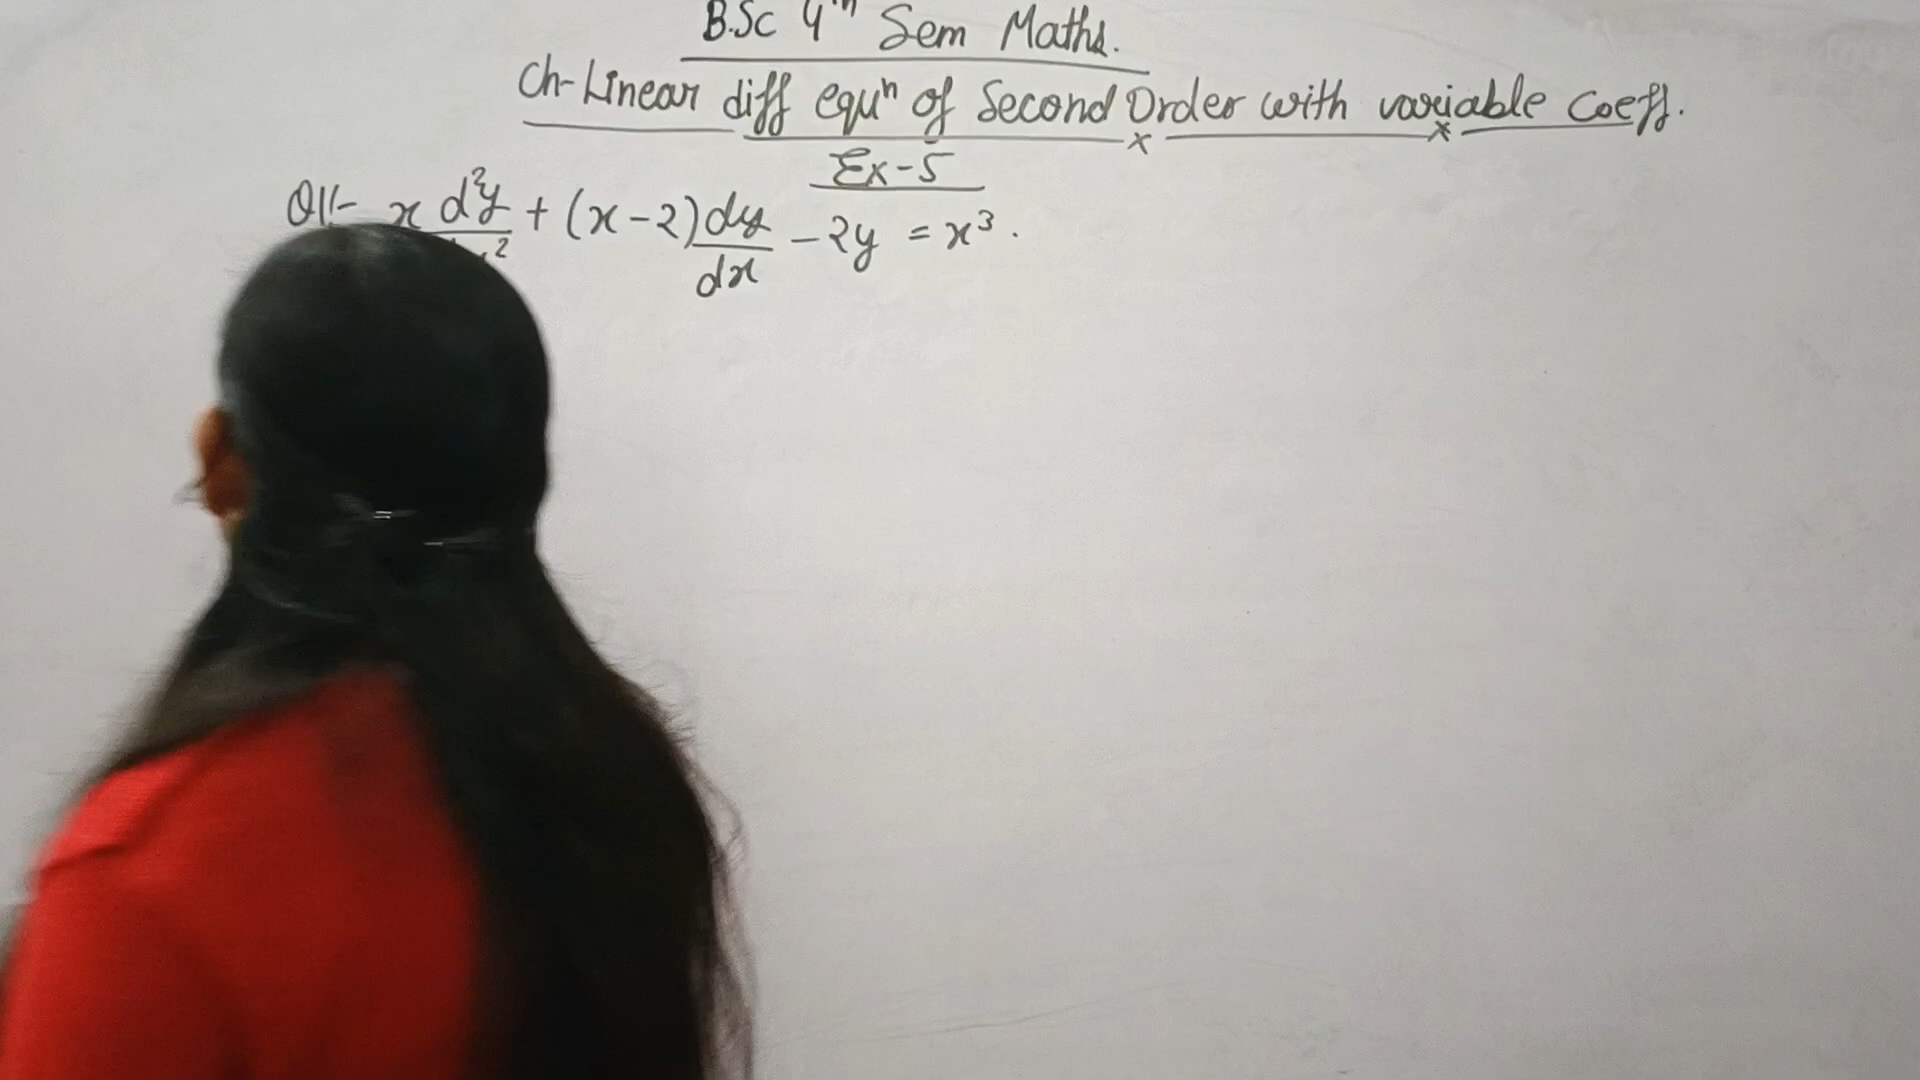 B.Sc 4th Sem Maths.
Ch-Linear diff equn of Second Order with variable Coeff.
Ex-5
Q11- x d²y + (x-2) dy - 2y = x³.
² dx